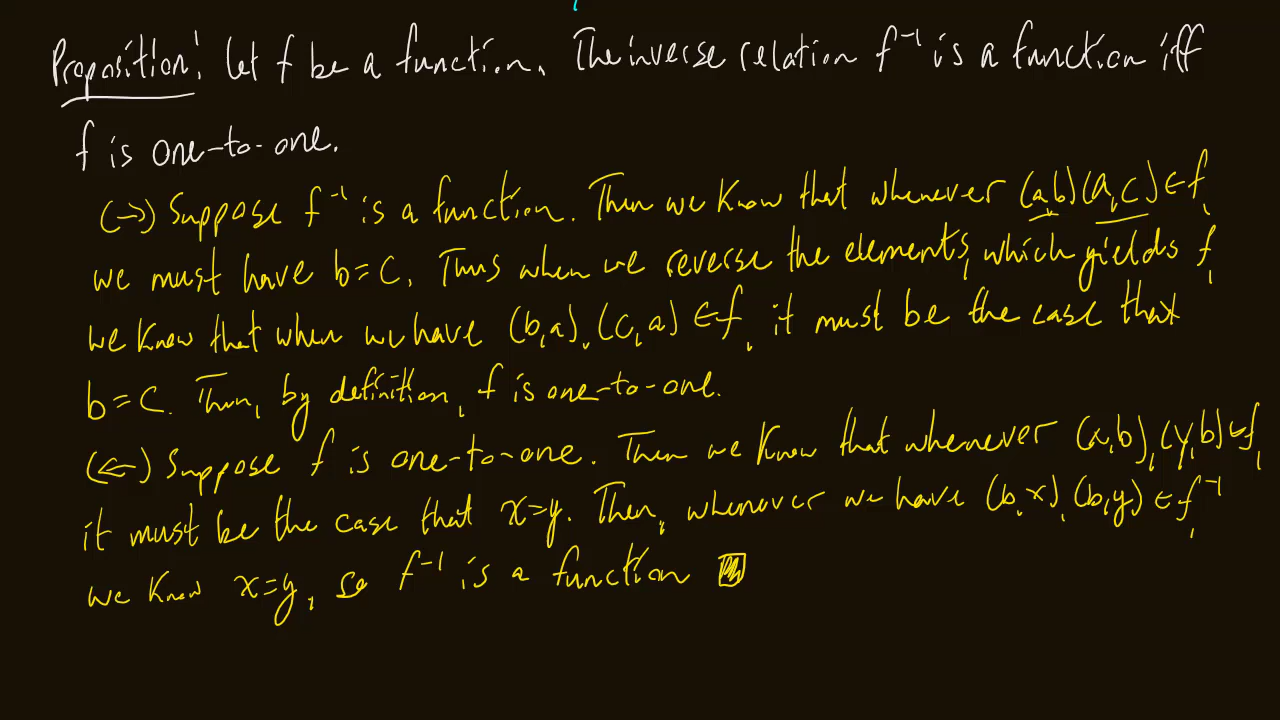 Proposition: Let f be a function. The inverse relation f⁻¹ is a function iff
f is one-to-one.
(→) Suppose f⁻¹ is a function. Then we know that whenever (a,b)(a,c) ∈ f,
we must have b=c. Thus when we reverse the elements, which yields f,
we know that when we have (b,a), (c,a) ∈ f, it must be the case that
b=c. Then, by definition, f is one-to-one.
(←) Suppose f is one-to-one. Then we know that whenever (x,b), (y,b) ∈ f,
it must be the case that x=y. Then, whenever we have (b,x), (b,y) ∈ f⁻¹,
we know x=y, so f⁻¹ is a function